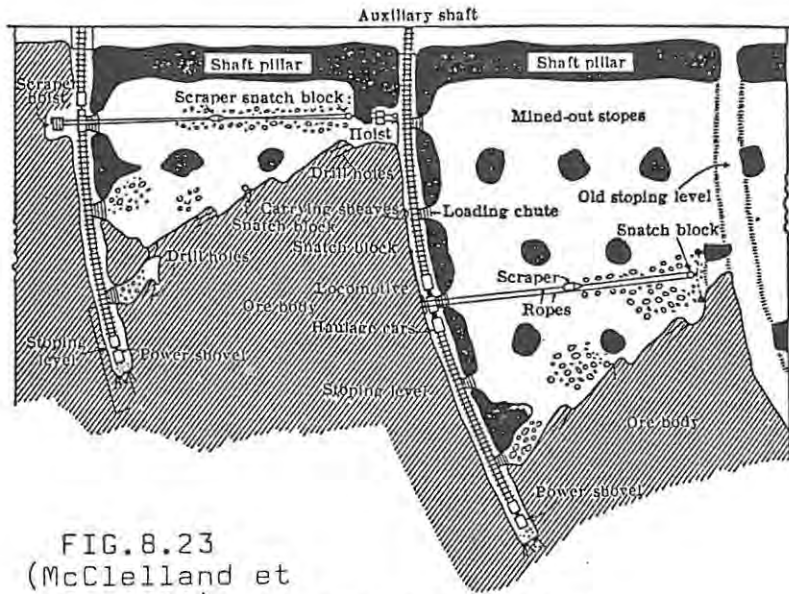 Auxiliary shaft
Shaft pillar
Shaft pillar
Scraper
hoist
Scraper snatch block
Mined-out stopes
Hoist
Drill holes
Old stoping level
Carrying sheaves
Loading chute
Snatch block
Snatch block
Snatch block
Drill holes
Scraper
Locomotive
Ore body
Ropes
Haulage cars
Stoping
level
Power shovel
Stoping level
Ore body
Power shovel
FIG.8.23
(McClelland et